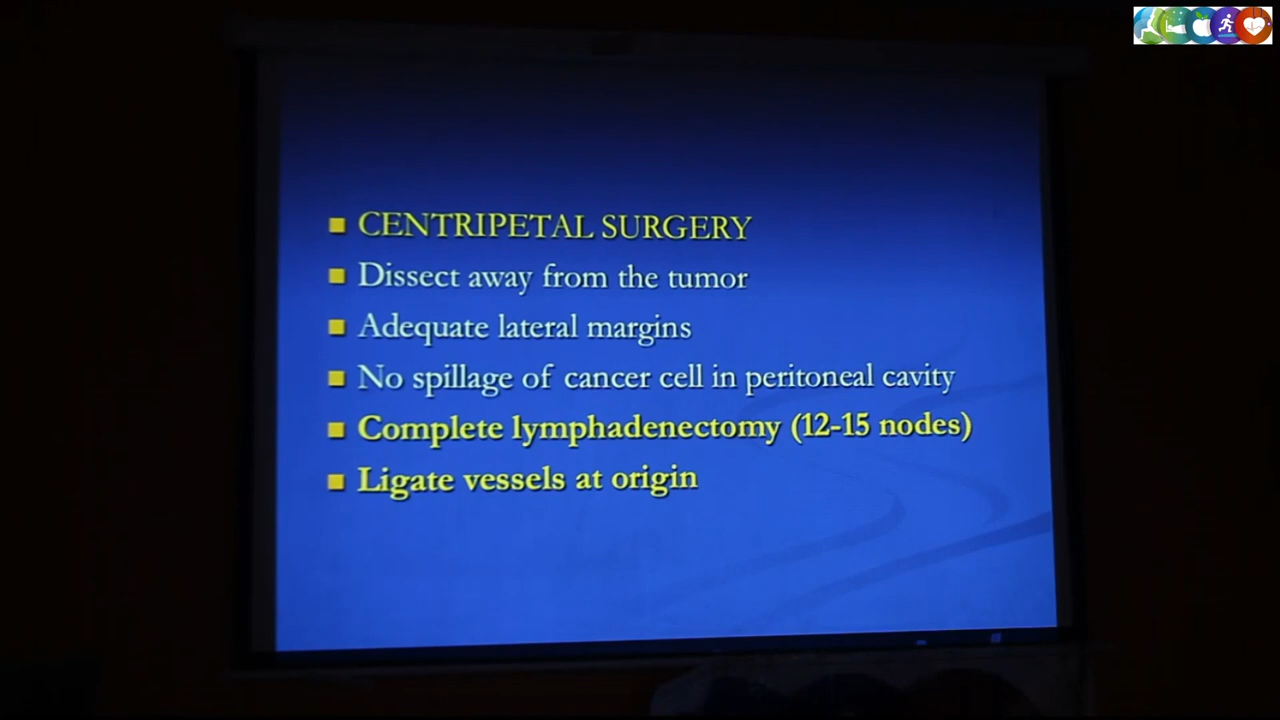 CENTRIPETAL SURGERY
Dissect away from the tumor
Adequate lateral margins
No spillage of cancer cell in peritoneal cavity
Complete lymphadenectomy (12-15 nodes)
Ligate vessels at origin